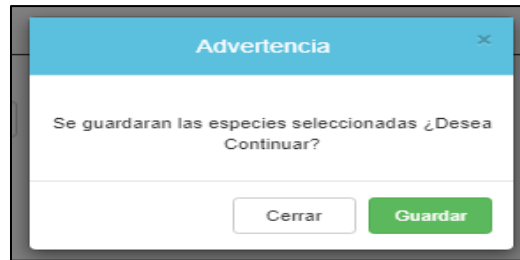 Advertencia ×
Se guardaran las especies seleccionadas ¿Desea
Continuar?
Cerrar Guardar